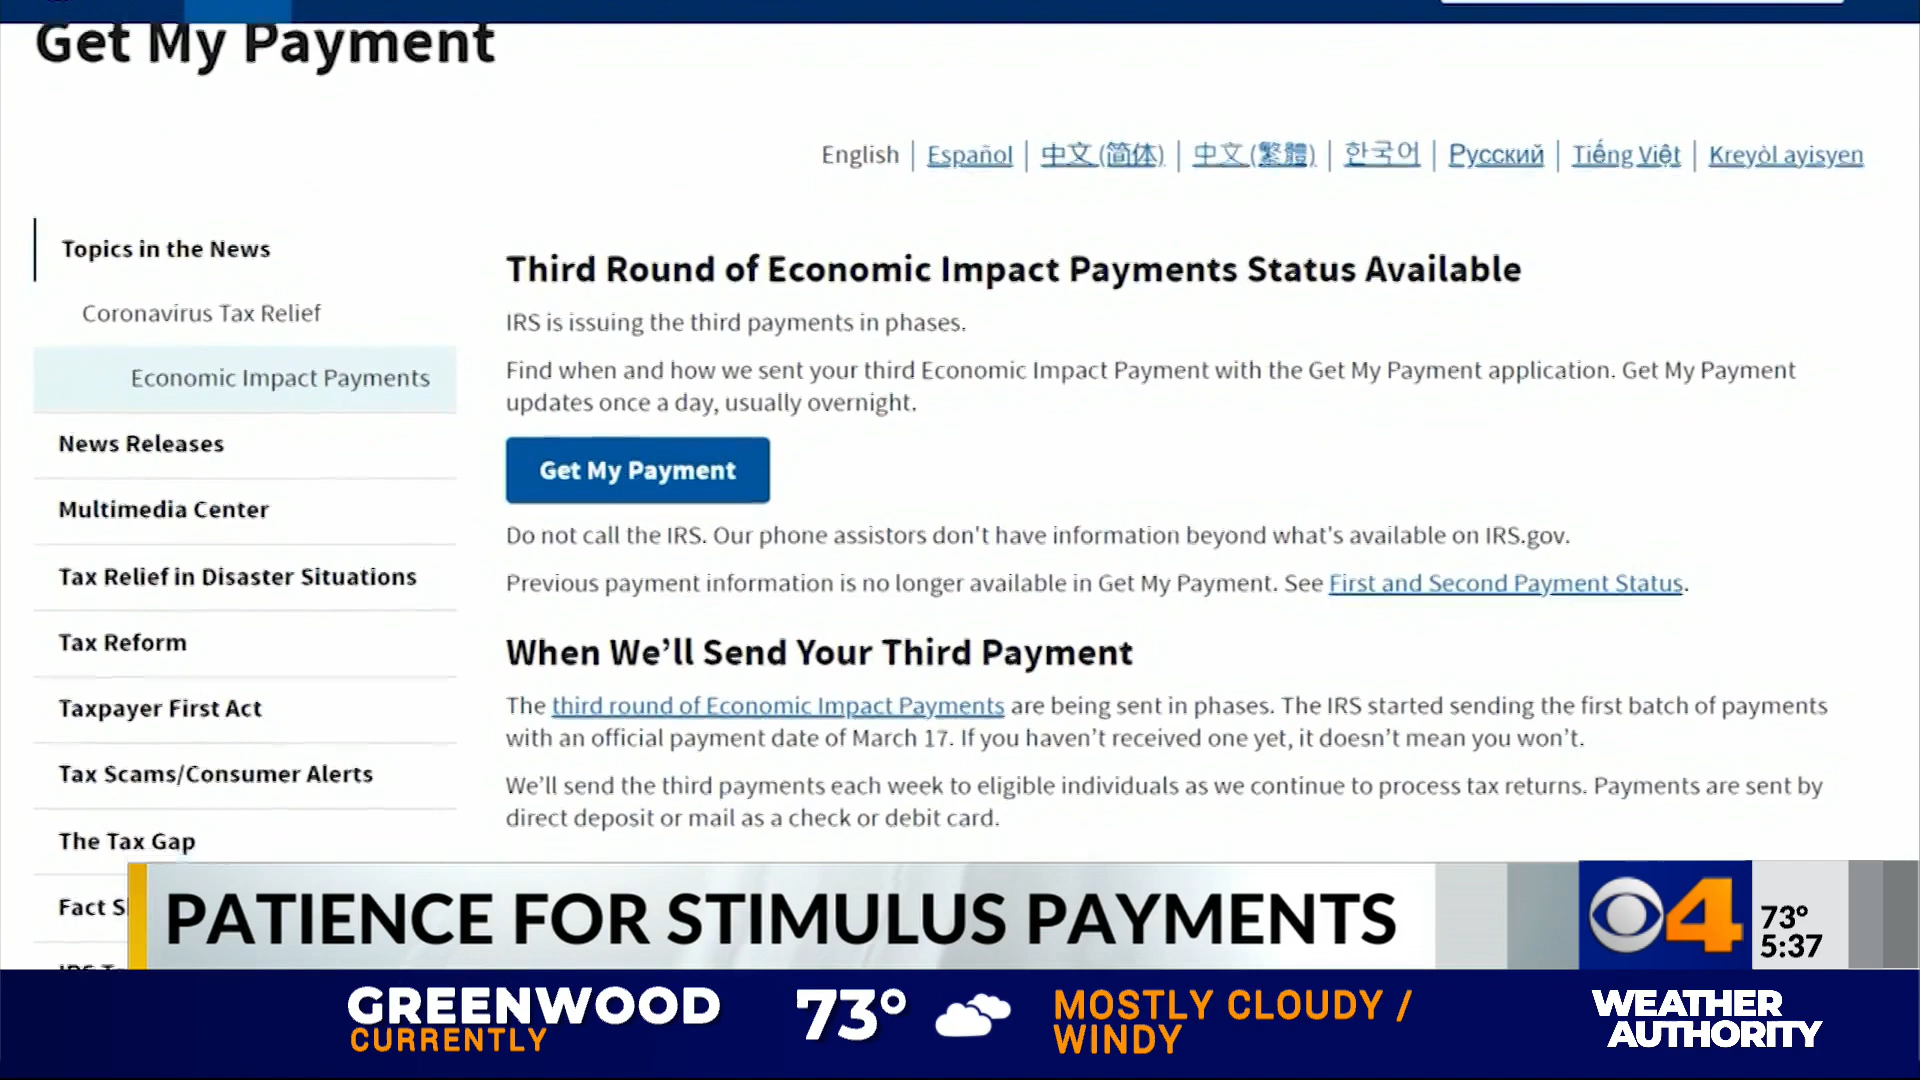 Get My Payment
English | Español | 中文 (简体) | 中文 (繁體) | 한국어 | Русский | Tiếng Việt | Kreyòl ayisyen
Topics in the News
Coronavirus Tax Relief
Economic Impact Payments
News Releases
Multimedia Center
Tax Relief in Disaster Situations
Tax Reform
Taxpayer First Act
Tax Scams/Consumer Alerts
The Tax Gap
Fact
Third Round of Economic Impact Payments Status Available
IRS is issuing the third payments in phases.
Find when and how we sent your third Economic Impact Payment with the Get My Payment application. Get My Payment
updates once a day, usually overnight.
Get My Payment
Do not call the IRS. Our phone assistors don't have information beyond what's available on IRS.gov.
Previous payment information is no longer available in Get My Payment. See First and Second Payment Status.
When We’ll Send Your Third Payment
The third round of Economic Impact Payments are being sent in phases. The IRS started sending the first batch of payments
with an official payment date of March 17. If you haven’t received one yet, it doesn’t mean you won’t.
We’ll send the third payments each week to eligible individuals as we continue to process tax returns. Payments are sent by
direct deposit or mail as a check or debit card.
PATIENCE FOR STIMULUS PAYMENTS
4
73°
5:37
GREENWOOD
CURRENTLY
73°
MOSTLY CLOUDY /
WINDY
WEATHER
AUTHORITY